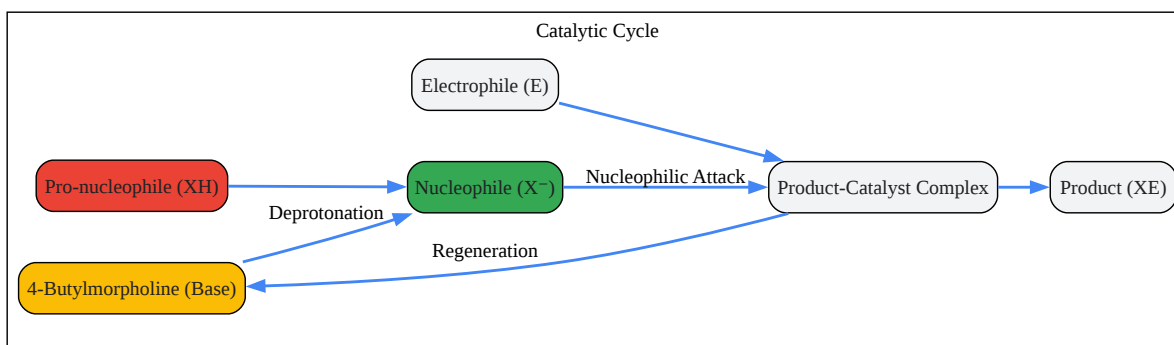 Catalytic Cycle
Electrophile (E)
Pro-nucleophile (XH)
Nucleophile (X⁻)
Nucleophilic Attack
Product-Catalyst Complex
Product (XE)
Deprotonation
Regeneration
4-Butylmorpholine (Base)